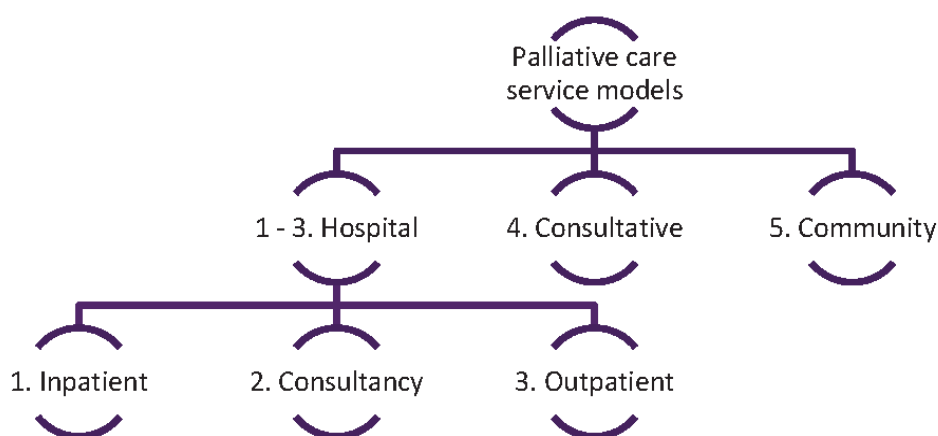 Palliative care
service models
1 - 3. Hospital
4. Consultative
5. Community
1. Inpatient
2. Consultancy
3. Outpatient